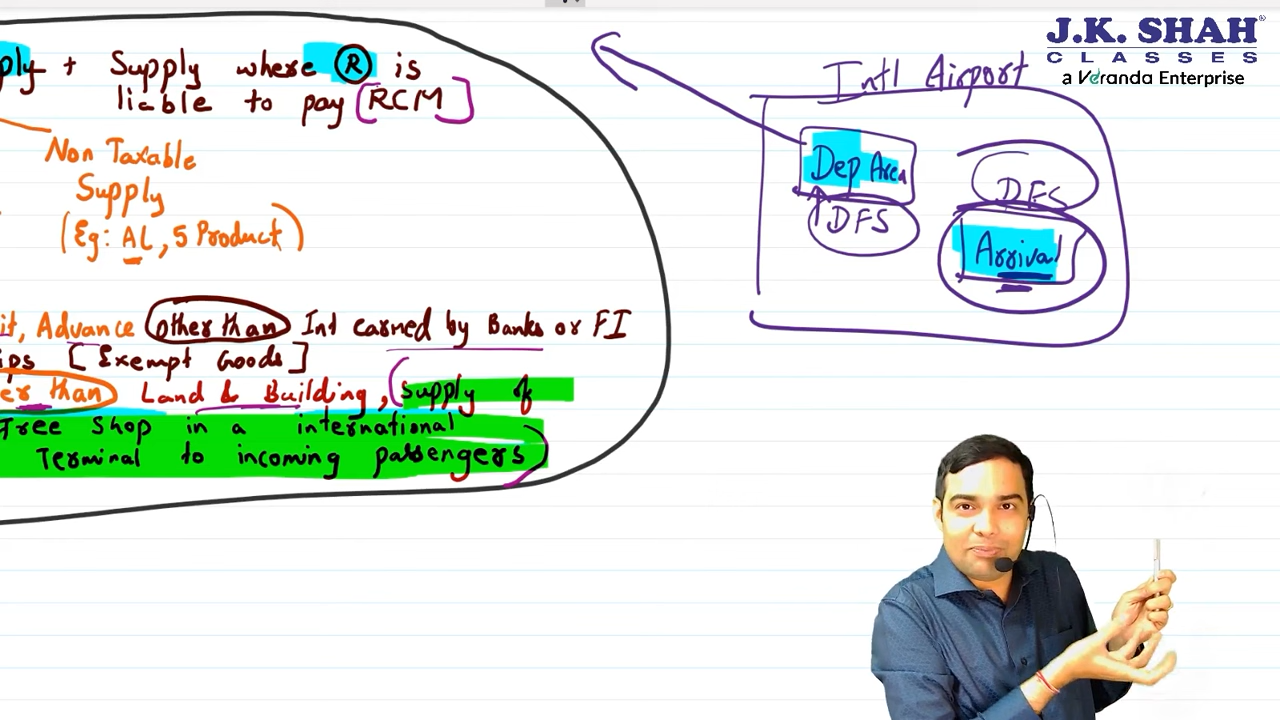 ply + Supply where R is
liable to pay [RCM]
Non Taxable
Supply
(Eg: AL, 5 Product)
it, Advance other than Int earned by Banks or FI
ips [Exempt Goods]
er than Land & Building, (Supply of
Free Shop in a international
Terminal to incoming passengers)
Int'l Airport
Dep Area
DFS
DFS
Arrival
J.K. SHAH®
CLASSES
a Veranda Enterprise